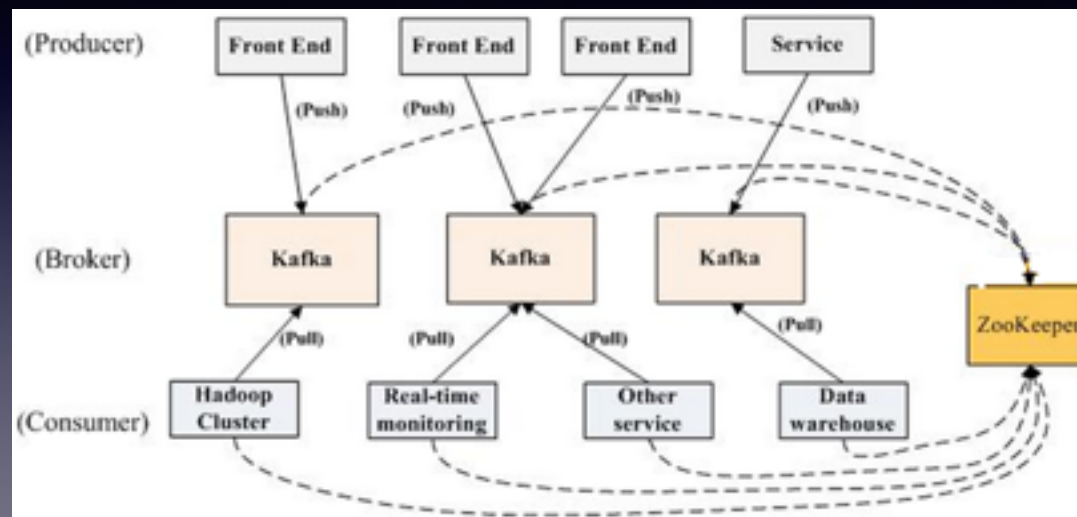 (Producer)
Front End
Front End
Front End
Service
(Push)
(Push)
(Push)
(Push)
(Broker)
Kafka
Kafka
Kafka
ZooKeeper
(Pull)
(Pull)
(Pull)
(Pull)
(Consumer)
Hadoop
Cluster
Real-time
monitoring
Other
service
Data
warehouse